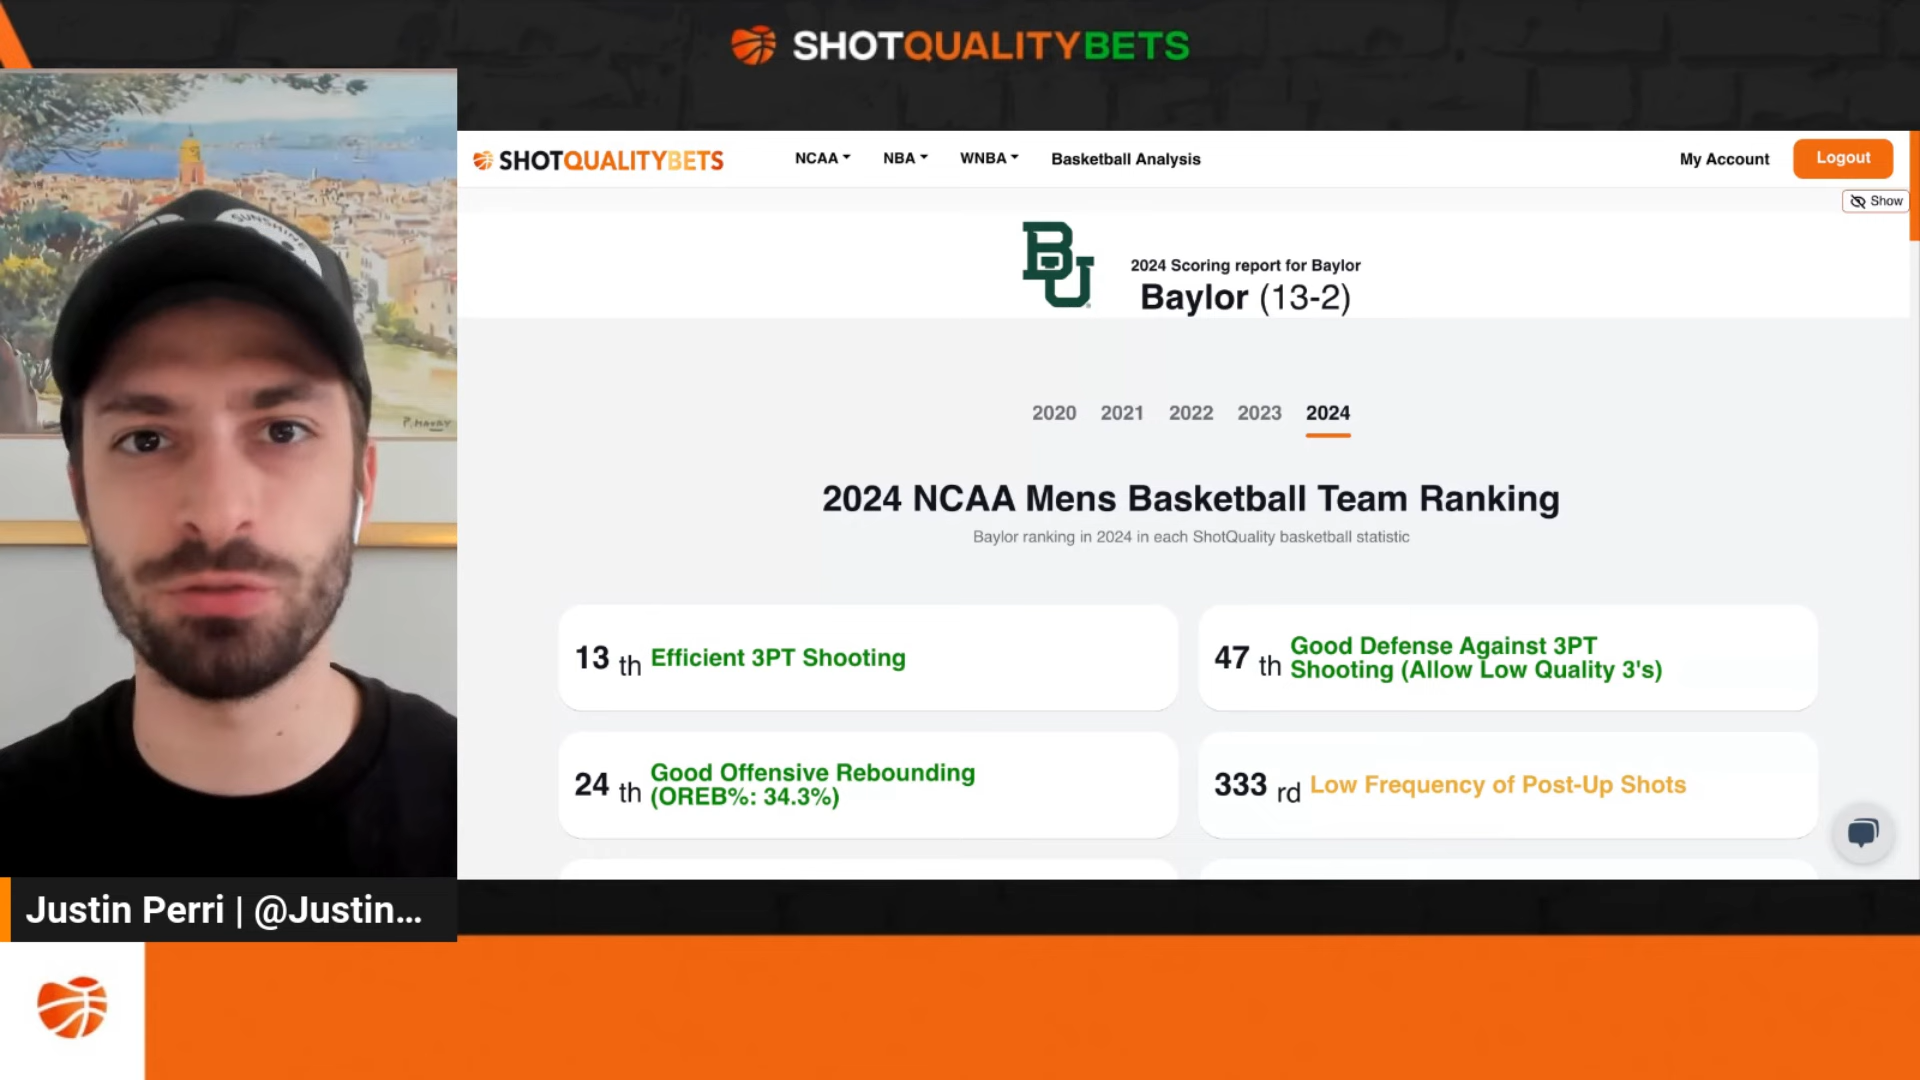 SHOTQUALITYBETS
SUNSHINE
P. MAURY
SHOTQUALITYBETS
NCAA
NBA
WNBA
Basketball Analysis
My Account
Logout
Show
BU
2024 Scoring report for Baylor
Baylor (13-2)
2020 2021 2022 2023 2024
2024 NCAA Mens Basketball Team Ranking
Baylor ranking in 2024 in each ShotQuality basketball statistic
13 th Efficient 3PT Shooting
47 th Good Defense Against 3PT
Shooting (Allow Low Quality 3's)
24 th Good Offensive Rebounding
(OREB%: 34.3%)
333 rd Low Frequency of Post-Up Shots
Justin Perri | @Justin...